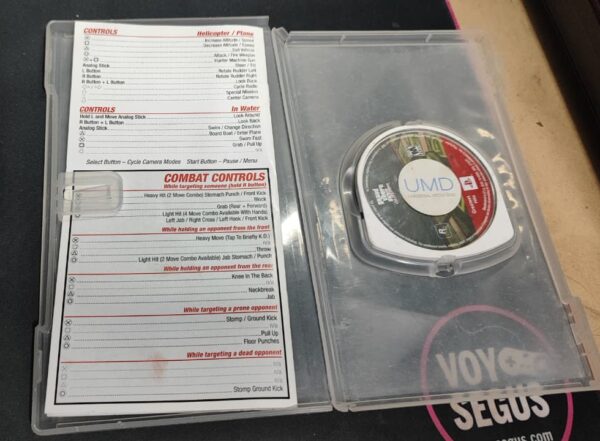 CONTROLS Helicopter / Plane
Increase Altitude / Speed
Decrease Altitude / Speed
Exit Vehicle
Attack / Fire Weapon
Analog Stick Steer / Tilt
L Button Rotate Rudder Left
R Button Rotate Rudder Right
R Button + L Button Look Back
Cycle Radio
Special Mission
Center Camera
CONTROLS In Water
Hold L and Move Analog Stick Look Around
R Button + L Button Look Back
Analog Stick Swim / Change Direction
Board Boat / Enter Plane
Swim Fast
Grab / Pull Up
n/a
Select Button – Cycle Camera Modes Start Button – Pause / Menu
COMBAT CONTROLS
While targeting someone (hold R button)
Heavy Hit (2 Move Combo) Stomach Punch / Front Kick
Block
Grab (Rear + Forward)
Light Hit (4 Move Combo Available With Hands)
Left Jab / Right Cross / Left Hook / Front Kick
While holding an opponent from the front
Heavy Move (Tap To Briefly K.O.)
n/a
Throw
Light Hit (2 Move Combo Available) Jab Stomach / Punch
While holding an opponent from the rear
Knee In The Back
n/a
Neckbreak
Jab
While targeting a prone opponent
Stomp / Ground Kick
n/a
Pull Up
Floor Punches
While targeting a dead opponent
n/a
n/a
n/a
Stomp Ground Kick
UMD
M
R
VOY
SEGUS
segus.com